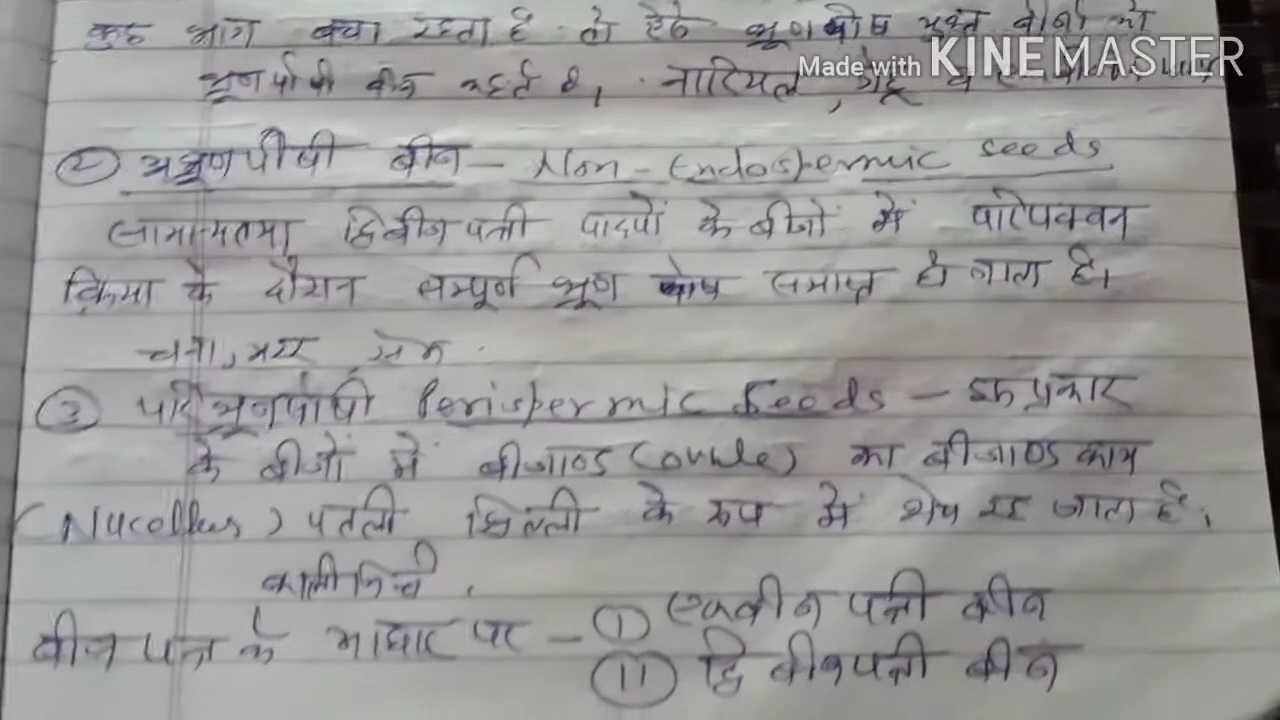 कुछ भाग बचा रहता है तो ऐसे भ्रूणपोष युक्त बीजों को
Made with KINEMASTER
भ्रूणपोषी बीज कहते है, नारियल, गेहूं
② अभ्रूणपोषी बीज - Non-Endospermic seeds
सामान्यतया द्विबीजपत्री पादपों के बीजों में परिपक्वन
क्रिया के दौरान सम्पूर्ण भ्रूण पोष समाप्त हो जाता है।
चना, मटर, सेम.
③ परिभ्रूणपोषी Perispermic Seeds - इस प्रकार
के बीजों में बीजाण्ड (ovule) का बीजाण्ड काय
(Nucellus) पतली झिल्ली के रूप में शेष रह जाता है,
कालीमिर्च,
बीज पत्र के आधार पर - Ⓘ एकबीज पत्री बीज
ⓘⓘ द्वि बीजपत्री बीज